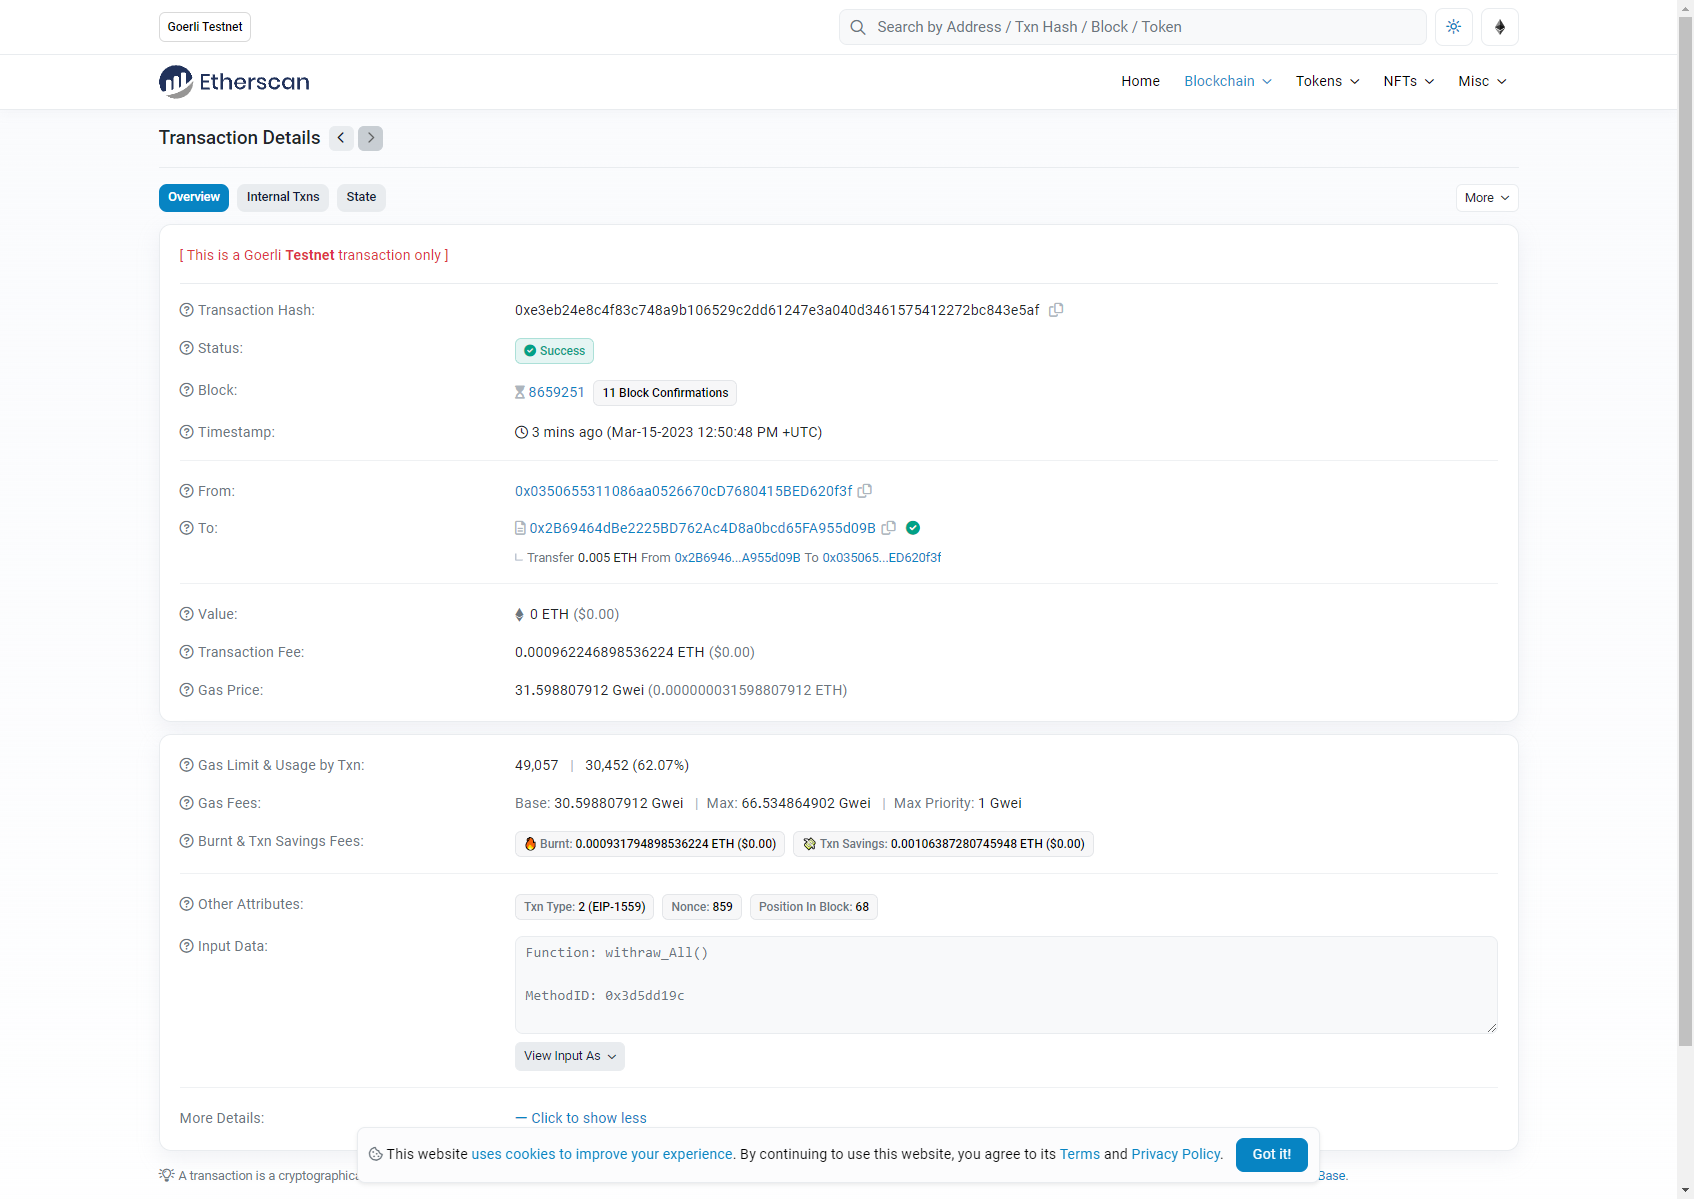 Goerli Testnet
Search by Address / Txn Hash / Block / Token
Etherscan
Home Blockchain Tokens NFTs Misc
Transaction Details
Overview Internal Txns State More
[ This is a Goerli Testnet transaction only ]
Transaction Hash: 0xe3eb24e8c4f83c748a9b106529c2dd61247e3a040d3461575412272bc843e5af
Status: Success
Block: 8659251 11 Block Confirmations
Timestamp: 3 mins ago (Mar-15-2023 12:50:48 PM +UTC)
From: 0x0350655311086aa0526670cD7680415BED620f3f
To: 0x2B69464dBe2225BD762Ac4D8a0bcd65FA955d09B
Transfer 0.005 ETH From 0x2B6946...A955d09B To 0x035065...ED620f3f
Value: 0 ETH ($0.00)
Transaction Fee: 0.000962246898536224 ETH ($0.00)
Gas Price: 31.598807912 Gwei (0.000000031598807912 ETH)
Gas Limit & Usage by Txn: 49,057 | 30,452 (62.07%)
Gas Fees: Base: 30.598807912 Gwei | Max: 66.534864902 Gwei | Max Priority: 1 Gwei
Burnt & Txn Savings Fees: Burnt: 0.000931794898536224 ETH ($0.00) Txn Savings: 0.00106387280745948 ETH ($0.00)
Other Attributes: Txn Type: 2 (EIP-1559) Nonce: 859 Position In Block: 68
Input Data: Function: withraw_All()
MethodID: 0x3d5dd19c
View Input As
More Details: — Click to show less
This website uses cookies to improve your experience. By continuing to use this website, you agree to its Terms and Privacy Policy. Got it!
A transaction is a cryptographica Base.